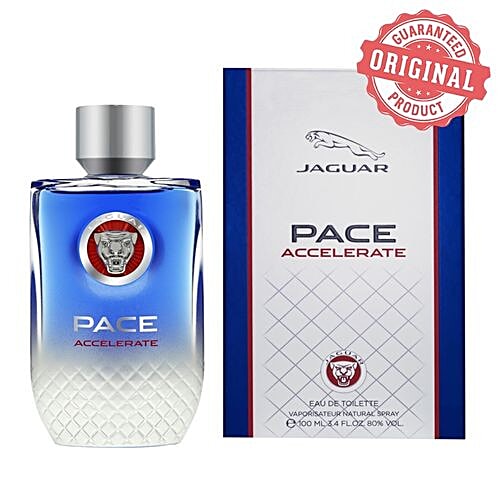 GUARANTEED
ORIGINAL
PRODUCT
JAGUAR
PACE
ACCELERATE
JAGUAR
EAU DE TOILETTE
VAPORISATEUR NATURAL SPRAY
℮ 100 ML 3.4 FL.OZ. 80% VOL.
JAGUAR
PACE
ACCELERATE